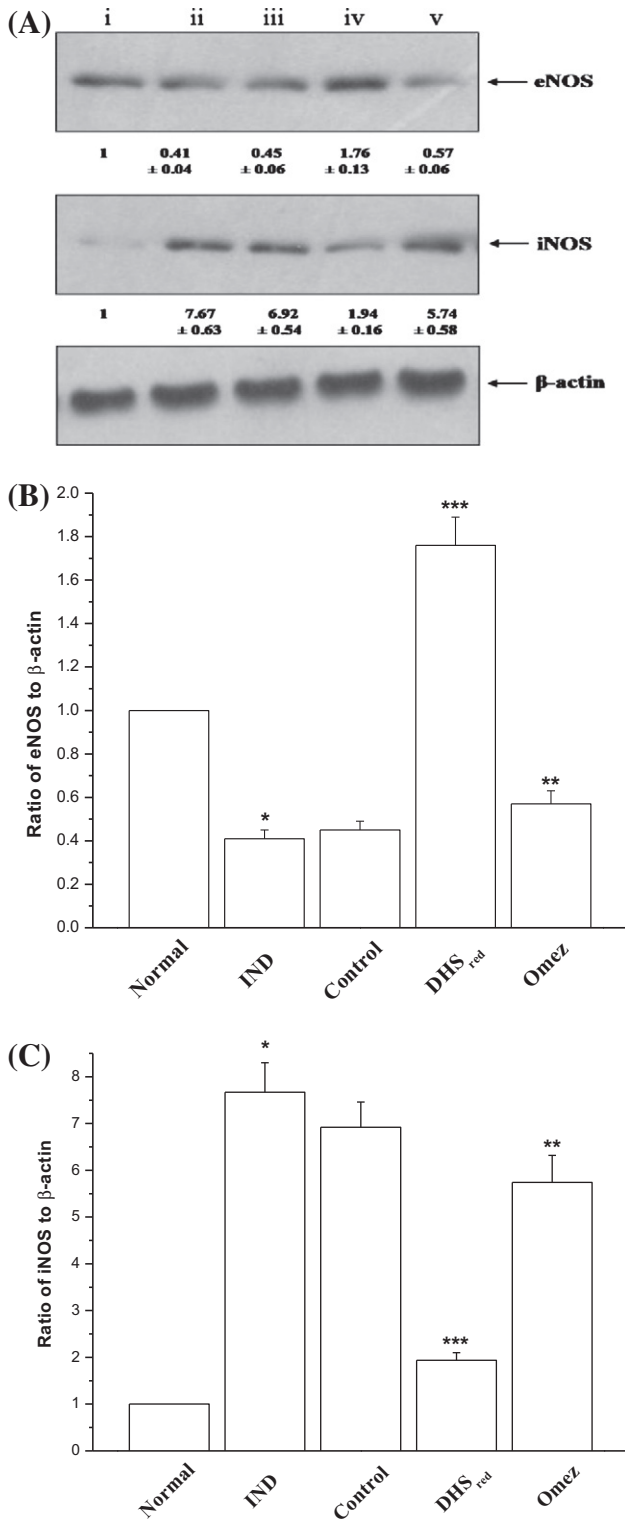 (A)
i ii iii iv v
eNOS
1 0.41 0.45 1.76 0.57
± 0.04 ± 0.06 ± 0.13 ± 0.06
iNOS
1 7.67 6.92 1.94 5.74
± 0.63 ± 0.54 ± 0.16 ± 0.58
β-actin
(B)
Ratio of eNOS to β-actin
2.0
1.8
1.6
1.4
1.2
1.0
0.8
0.6
0.4
0.2
0.0
*
***
**
Normal IND Control DHS red Omez
(C)
Ratio of iNOS to β-actin
8
7
6
5
4
3
2
1
0
*
***
**
Normal IND Control DHS red Omez